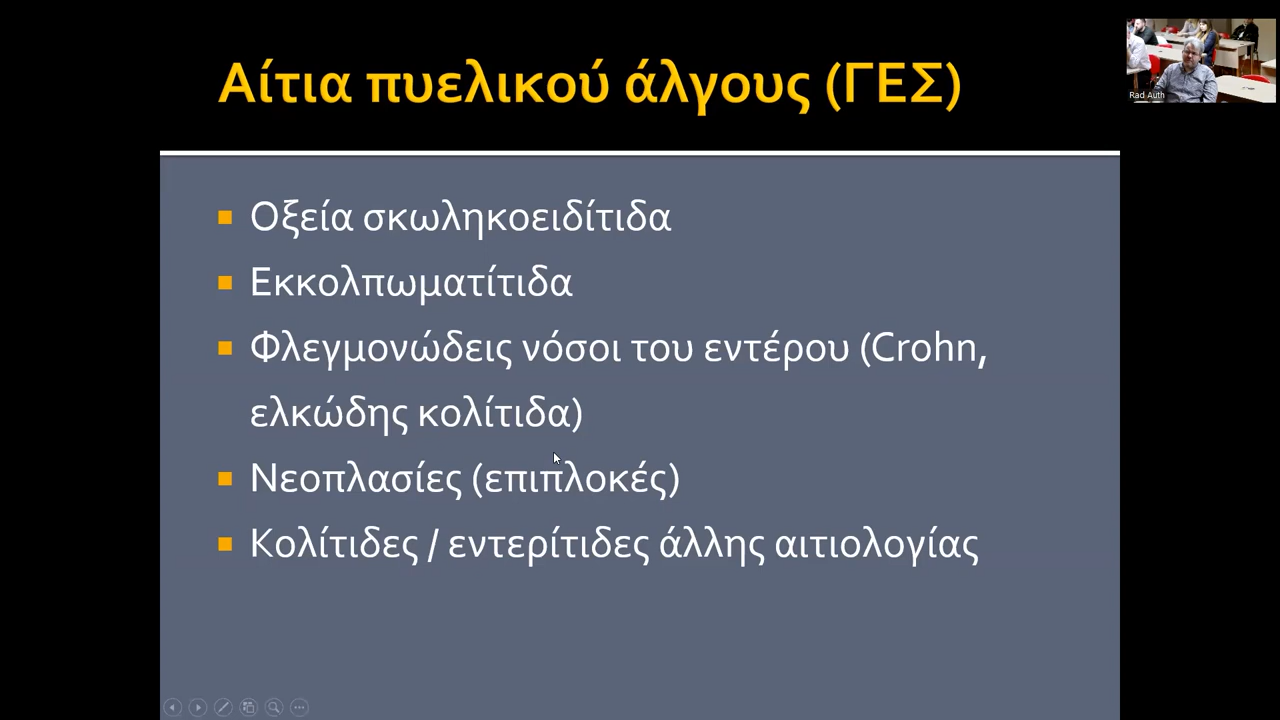 Αίτια πυελικού άλγους (ΓΕΣ)
Rad Auth
Οξεία σκωληκοειδίτιδα
Εκκολπωματίτιδα
Φλεγμονώδεις νόσοι του εντέρου (Crohn,
ελκώδης κολίτιδα)
Νεοπλασίες (επιπλοκές)
Κολίτιδες / εντερίτιδες άλλης αιτιολογίας